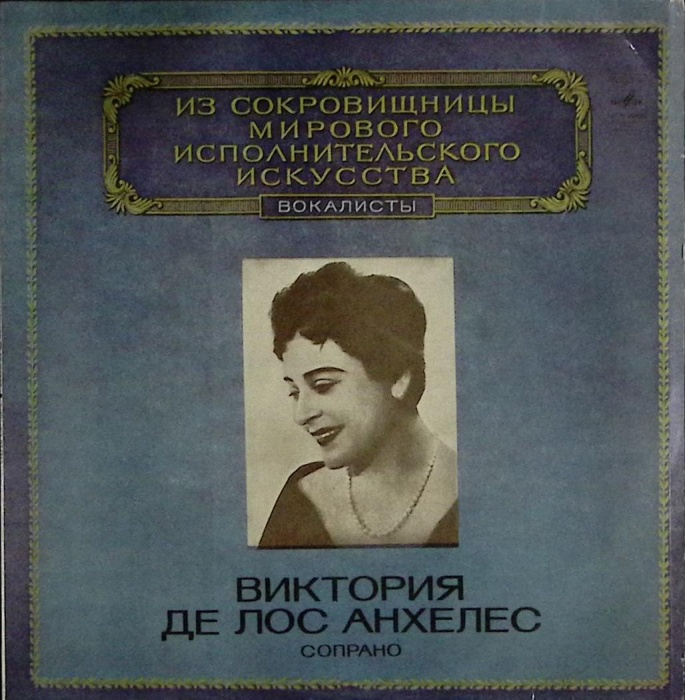 ИЗ СОКРОВИЩНИЦЫ
МИРОВОГО
ИСПОЛНИТЕЛЬСКОГО
ИСКУССТВА
ВОКАЛИСТЫ
ВИКТОРИЯ
ДЕ ЛОС АНХЕЛЕС
СОПРАНО